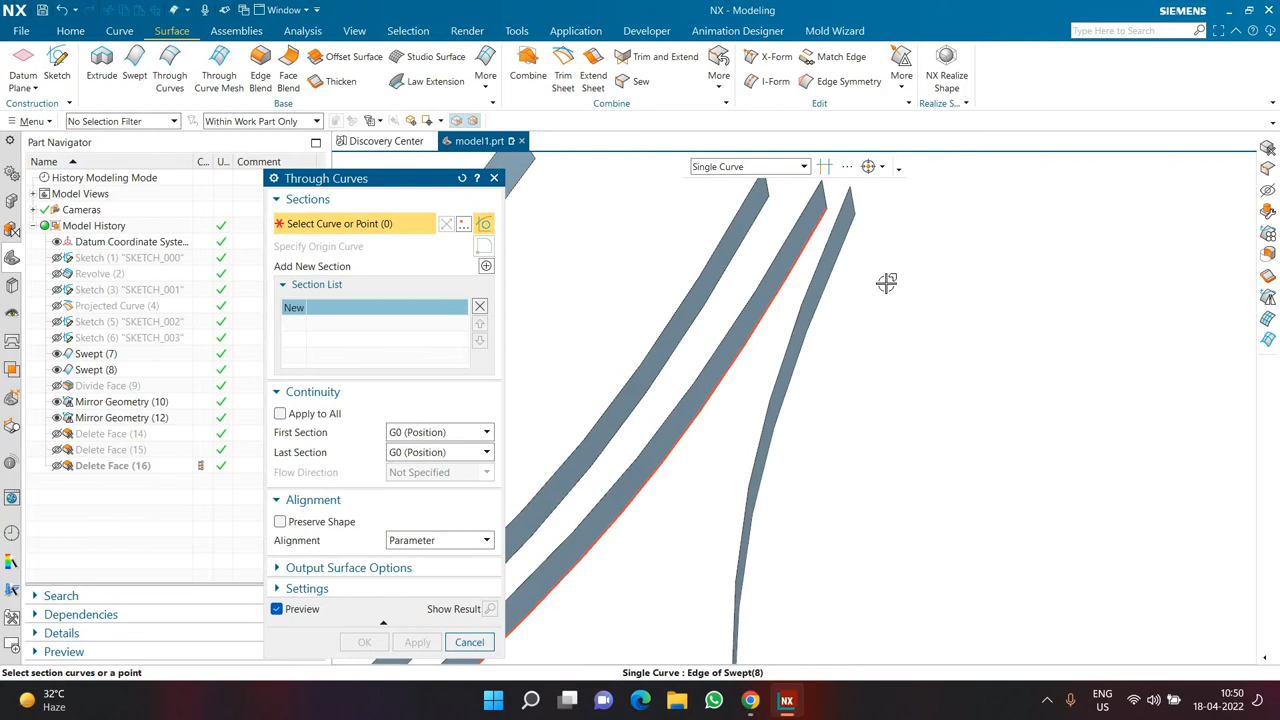 NX
Window
NX - Modeling
SIEMENS
File
Home
Curve
Surface
Assemblies
Analysis
View
Selection
Render
Tools
Application
Developer
Animation Design
Mold Wizard
Type Here to Search
Datum Plane
Sketch
Extrude
Swept
Through Curves
Through Curve Mesh
Edge Blend
Face Blend
Offset Surface
Thicken
Studio Surface
Law Extension
More
Combine
Trim Sheet
Extend Sheet
Trim and Extend
Sew
More
X-Form
I-Form
Match Edge
Edge Symmetry
More
NX Realize Shape
Construction
Base
Combine
Edit
Realize S...
Menu
No Selection Filter
Within Work Part Only
Part Navigator
Discovery Center
model1.prt
Name
C...
U...
Comment
History Modeling Mode
Model Views
Cameras
Model History
Datum Coordinate Syste...
Sketch (1) "SKETCH_000"
Revolve (2)
Sketch (3) "SKETCH_001"
Projected Curve (4)
Sketch (5) "SKETCH_002"
Sketch (6) "SKETCH_003"
Swept (7)
Swept (8)
Divide Face (9)
Mirror Geometry (10)
Mirror Geometry (12)
Delete Face (14)
Delete Face (15)
Delete Face (16)
Search
Dependencies
Details
Preview
Through Curves
Sections
* Select Curve or Point (0)
Specify Origin Curve
Add New Section
Section List
New
Continuity
Apply to All
First Section
G0 (Position)
Last Section
G0 (Position)
Flow Direction
Not Specified
Alignment
Preserve Shape
Alignment
Parameter
Output Surface Options
Settings
Preview
Show Result
OK
Apply
Cancel
Single Curve
Select section curves or a point
Single Curve : Edge of Swept(8)
32°C
Haze
NX
ENG
US
10:50
18-04-2022